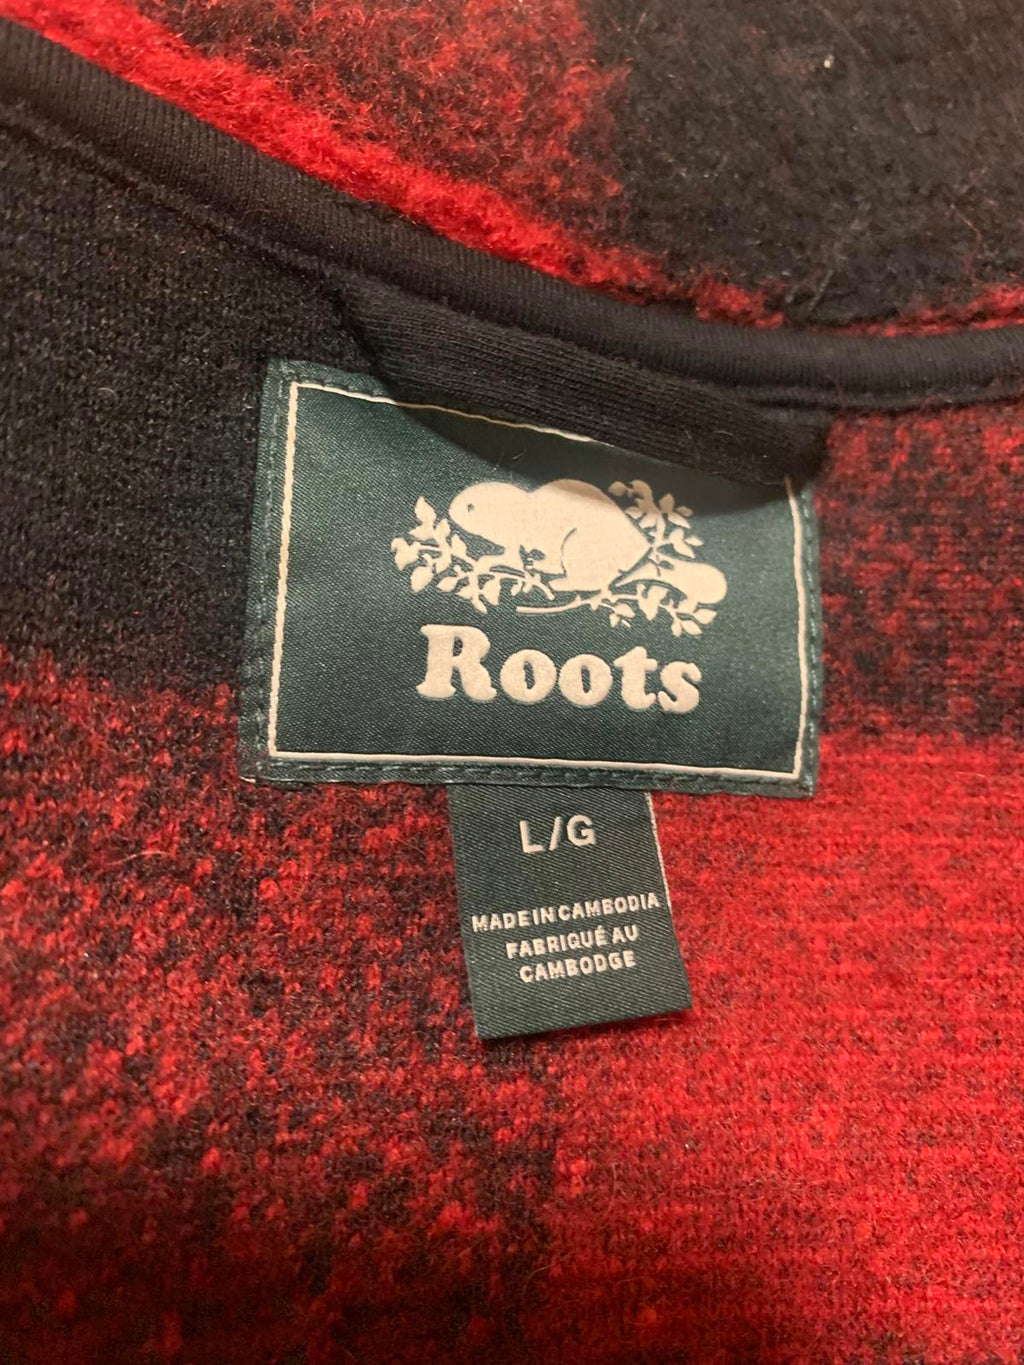 Roots
L/G
MADE IN CAMBODIA
FABRIQUÉ AU
CAMBODGE